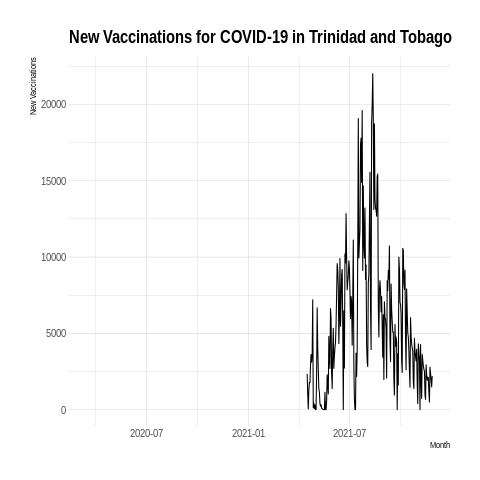 New Vaccinations for COVID-19 in Trinidad and Tobago
New Vaccinations
20000
15000
10000
5000
0
2020-07 2021-01 2021-07
Month